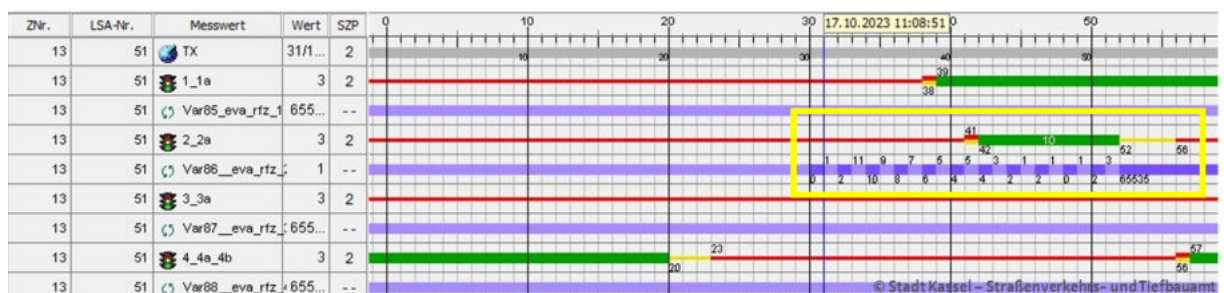 ZNr. LSA-Nr. Messwert Wert SZP 0 10 20 30 17.10.2023 11:08:51 0 50
13 51 TX 31/1... 2 10 20 30 40 50
13 51 1_1a 3 2 39
38
13 51 Var85_eva_rfz_1 655... --
13 51 2_2a 3 2 41 10
42 52 56
13 51 Var86__eva_rfz_2 1 -- 1 11 9 7 5 5 3 1 1 1 3
0 2 10 8 6 4 4 2 2 0 2 65535
13 51 3_3a 3 2
13 51 Var87__eva_rfz_3 655... --
13 51 4_4a_4b 3 2 23 57
20 56
13 51 Var88__eva_rfz_4 655... --
© Stadt Kassel – Straßenverkehrs- und Tiefbauamt